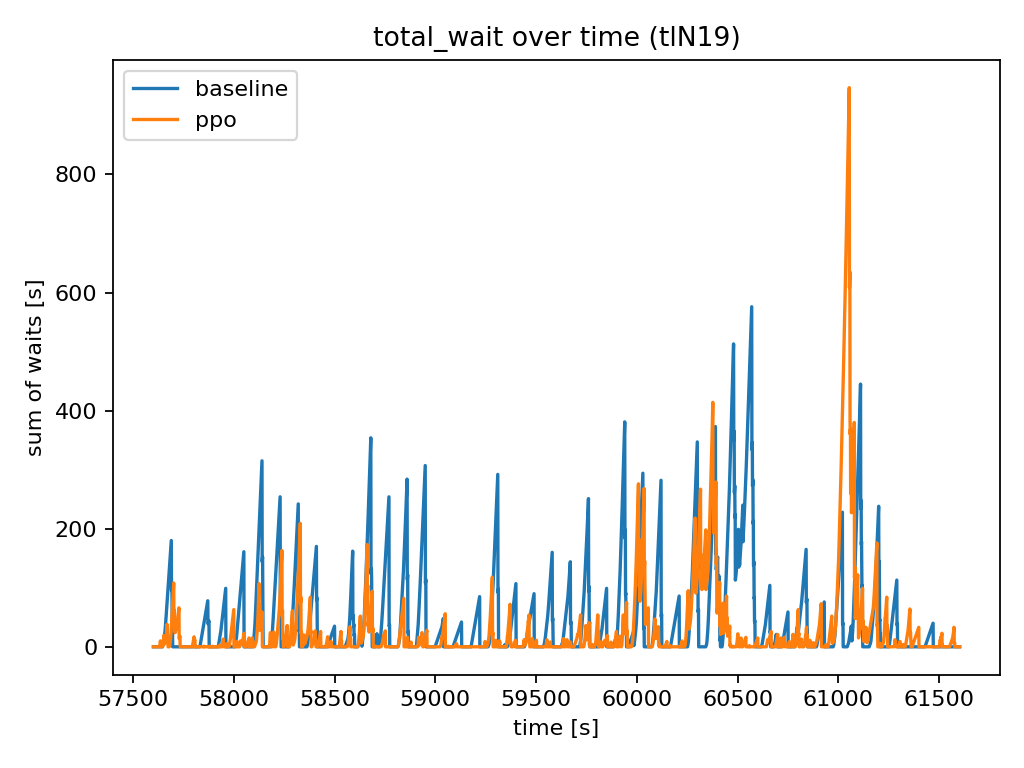 total_wait over time (tlN19)
baseline
ppo
sum of waits [s]
800
600
400
200
0
57500 58000 58500 59000 59500 60000 60500 61000 61500
time [s]